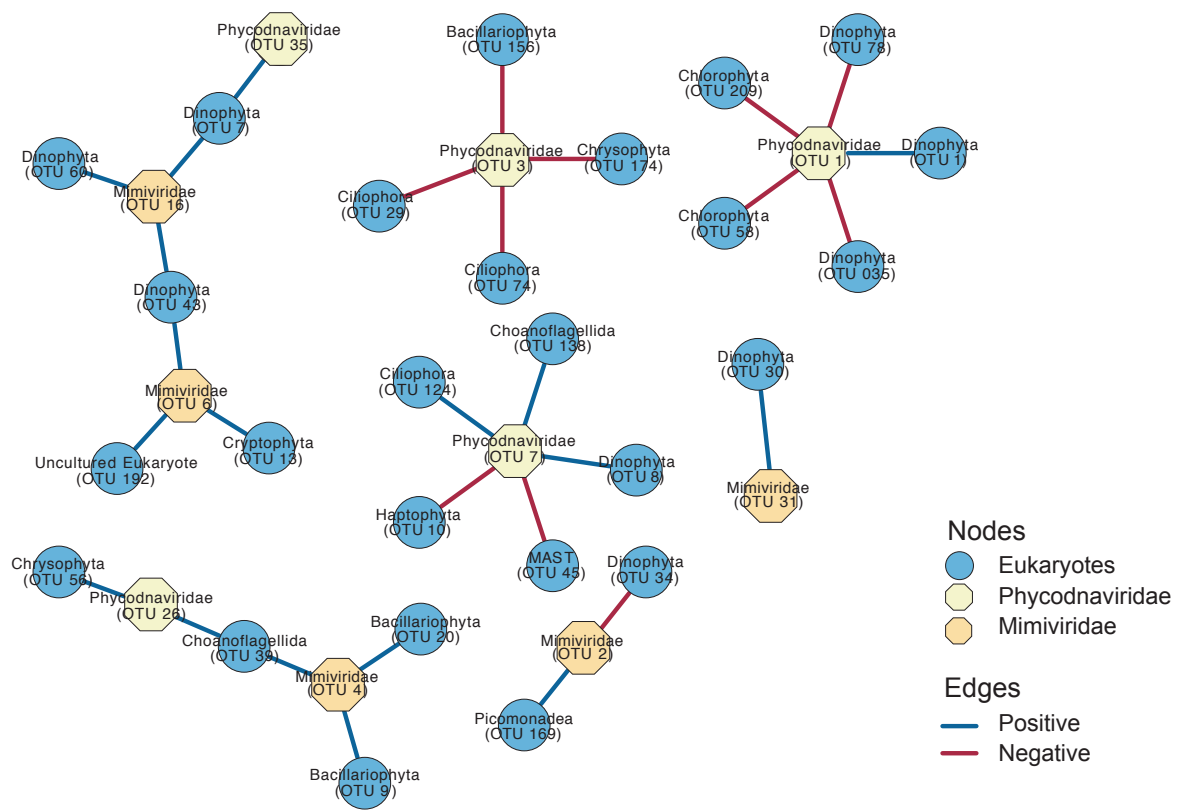 Phycodnaviridae
(OTU 35)
Dinophyta
(OTU 7)
Dinophyta
(OTU 60)
Mimiviridae
(OTU 16)
Dinophyta
(OTU 43)
Mimiviridae
(OTU 6)
Uncultured Eukaryote
(OTU 192)
Cryptophyta
(OTU 13)
Bacillariophyta
(OTU 156)
Phycodnaviridae
(OTU 3)
Chrysophyta
(OTU 174)
Ciliophora
(OTU 29)
Ciliophora
(OTU 74)
Dinophyta
(OTU 78)
Chlorophyta
(OTU 209)
Phycodnaviridae
(OTU 1)
Dinophyta
(OTU 1)
Chlorophyta
(OTU 58)
Dinophyta
(OTU 035)
Choanoflagellida
(OTU 138)
Ciliophora
(OTU 124)
Phycodnaviridae
(OTU 7)
Dinophyta
(OTU 8)
Haptophyta
(OTU 10)
MAST
(OTU 45)
Dinophyta
(OTU 30)
Mimiviridae
(OTU 31)
Chrysophyta
(OTU 56)
Phycodnaviridae
(OTU 26)
Choanoflagellida
(OTU 39)
Bacillariophyta
(OTU 20)
Mimiviridae
(OTU 4)
Bacillariophyta
(OTU 9)
Dinophyta
(OTU 34)
Mimiviridae
(OTU 2)
Picomonadea
(OTU 169)
Nodes
Eukaryotes
Phycodnaviridae
Mimiviridae
Edges
Positive
Negative